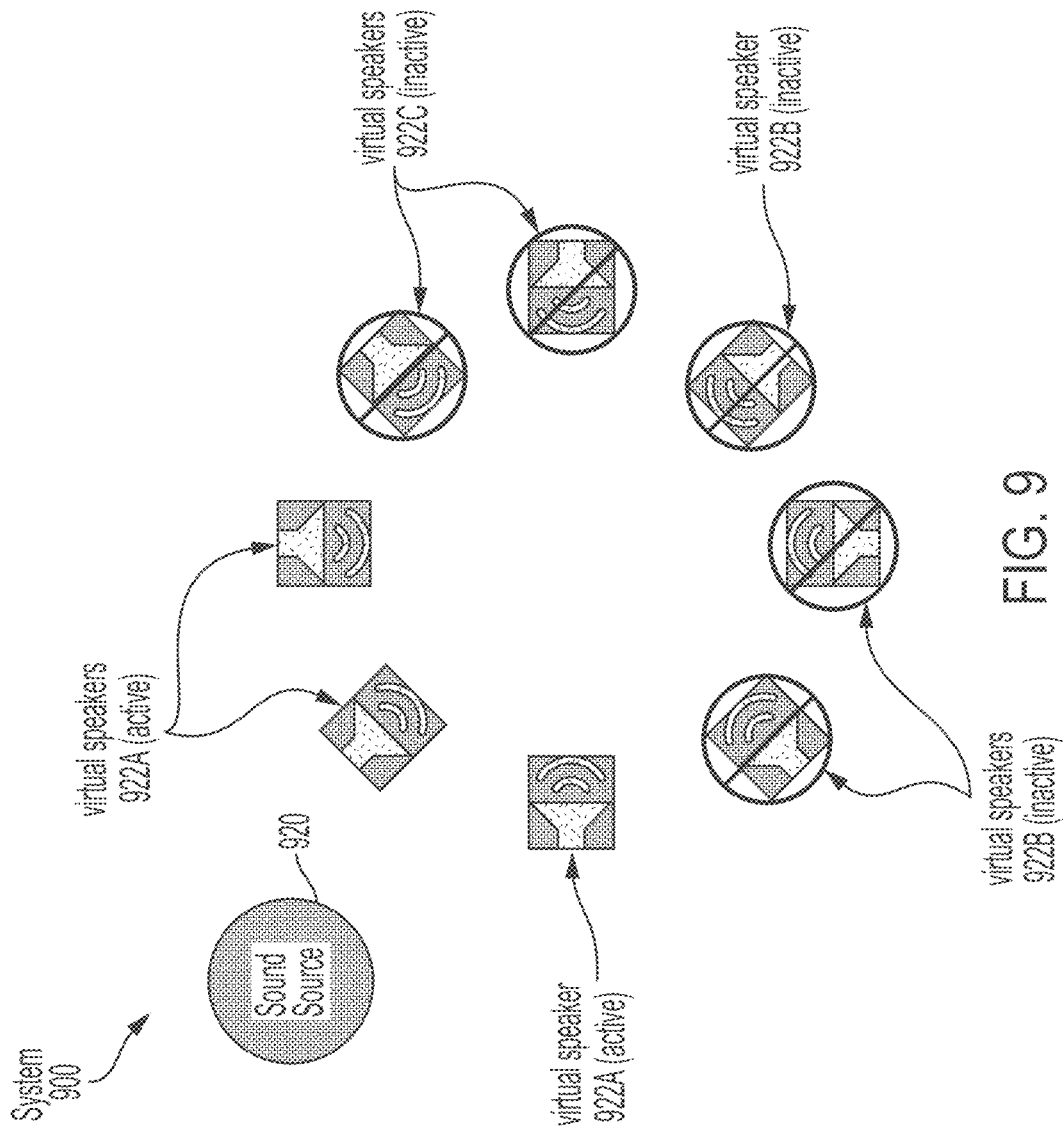 System
900
Sound
Source
920
virtual speakers
922A (active)
virtual speaker
922A (active)
virtual speakers
922C (inactive)
virtual speaker
922B (inactive)
virtual speakers
922B (inactive)
FIG. 9